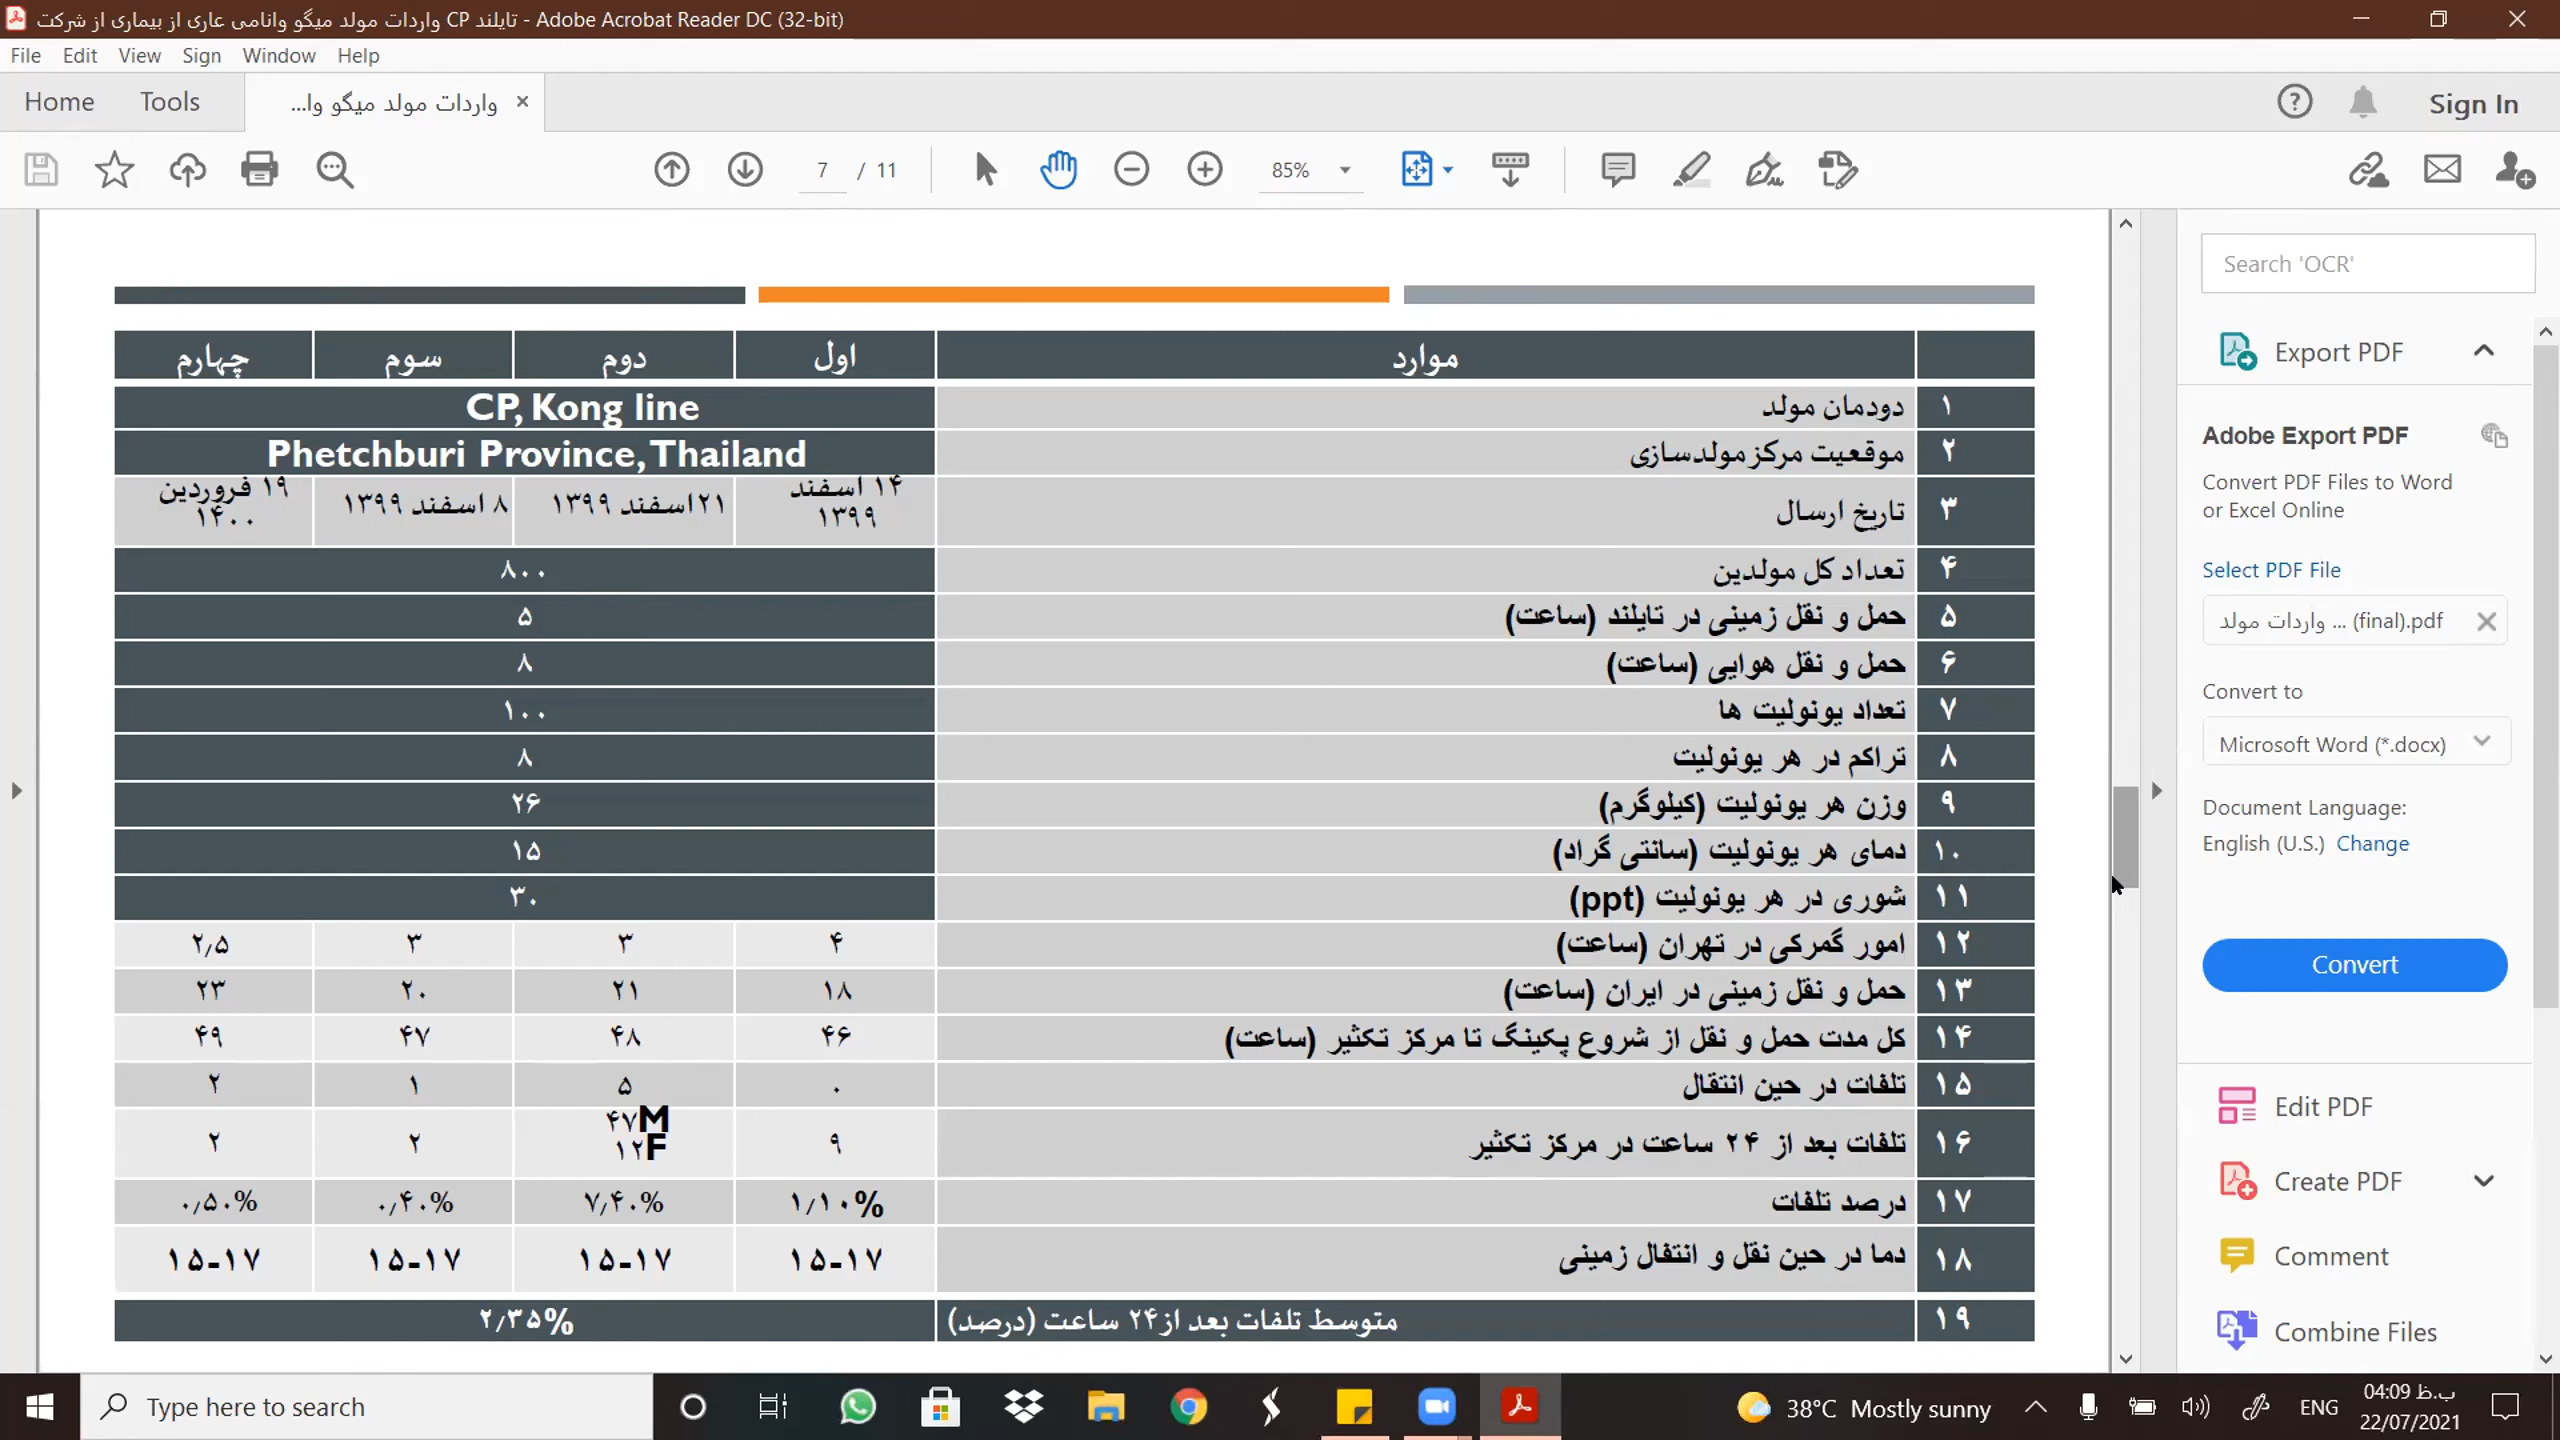 واردات مولد میگو وانامی عاری از بیماری از شرکت CP تایلند - Adobe Acrobat Reader DC (32-bit)
File Edit View Sign Window Help
Home Tools واردات مولد میگو وا... × Sign In
7 / 11 85%
موارد اول دوم سوم چهارم
۱ دودمان مولد CP, Kong line
۲ موقعیت مرکز مولدسازی Phetchburi Province, Thailand
۳ تاریخ ارسال ۱۴ اسفند ۱۳۹۹ ۲۱اسفند ۱۳۹۹ ۸ اسفند ۱۳۹۹ ۱۹ فروردین ۱۴۰۰
۴ تعداد کل مولدین ۸۰۰
۵ حمل و نقل زمینی در تایلند (ساعت) ۵
۶ حمل و نقل هوایی (ساعت) ۸
۷ تعداد یونولیت ها ۱۰۰
۸ تراکم در هر یونولیت ۸
۹ وزن هر یونولیت (کیلوگرم) ۲۶
۱۰ دمای هر یونولیت (سانتی گراد) ۱۵
۱۱ شوری در هر یونولیت (ppt) ۳۰
۱۲ امور گمرکی در تهران (ساعت) ۴ ۳ ۳ ۲٫۵
۱۳ حمل و نقل زمینی در ایران (ساعت) ۱۸ ۲۱ ۲۰ ۲۳
۱۴ کل مدت حمل و نقل از شروع پکینگ تا مرکز تکثیر (ساعت) ۴۶ ۴۸ ۴۷ ۴۹
۱۵ تلفات در حین انتقال ۰ ۵ ۱ ۲
۱۶ تلفات بعد از ۲۴ ساعت در مرکز تکثیر ۹ ۴۷M ۱۲F ۲ ۲
۱۷ درصد تلفات ۱/۱۰% ۷٫۴۰% ۰٫۴۰% ۰٫۵۰%
۱۸ دما در حین نقل و انتقال زمینی ۱۵-۱۷ ۱۵-۱۷ ۱۵-۱۷ ۱۵-۱۷
۱۹ متوسط تلفات بعد از۲۴ ساعت (درصد) ۲٫۳۵%
Search 'OCR'
Export PDF
Adobe Export PDF
Convert PDF Files to Word
or Excel Online
Select PDF File
واردات مولد ... (final).pdf
Convert to
Microsoft Word (*.docx)
Document Language:
English (U.S.) Change
Convert
Edit PDF
Create PDF
Comment
Combine Files
Type here to search
38°C Mostly sunny ENG
04:09 ب.ظ
22/07/2021